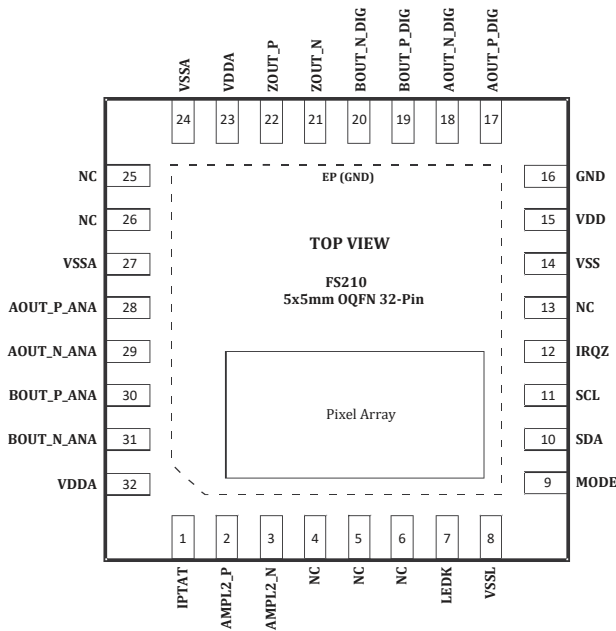 VSSA
VDDA
ZOUT_P
ZOUT_N
BOUT_N_DIG
BOUT_P_DIG
AOUT_N_DIG
AOUT_P_DIG
24
23
22
21
20
19
18
17
NC
25
EP (GND)
16
GND
NC
26
15
VDD
TOP VIEW
VSSA
27
14
VSS
FS210
5x5mm OQFN 32-Pin
AOUT_P_ANA
28
13
NC
AOUT_N_ANA
29
12
IRQZ
BOUT_P_ANA
30
11
SCL
Pixel Array
BOUT_N_ANA
31
10
SDA
VDDA
32
9
MODE
1
2
3
4
5
6
7
8
IPTAT
AMPL2_P
AMPL2_N
NC
NC
NC
LEDK
VSSL